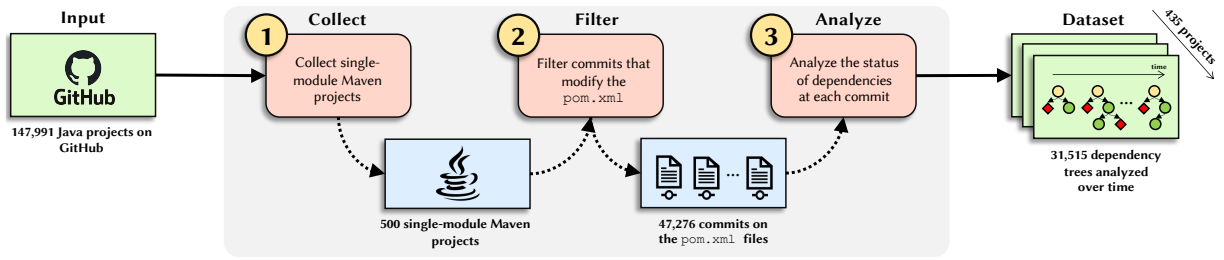 Input
GitHub
147,991 Java projects on
GitHub
Collect
1
Collect single-
module Maven
projects
500 single-module Maven
projects
Filter
2
Filter commits that
modify the
pom.xml
47,276 commits on
the pom.xml files
Analyze
3
Analyze the status
of dependencies
at each commit
Dataset
435 projects
time
...
31,515 dependency
trees analyzed
over time